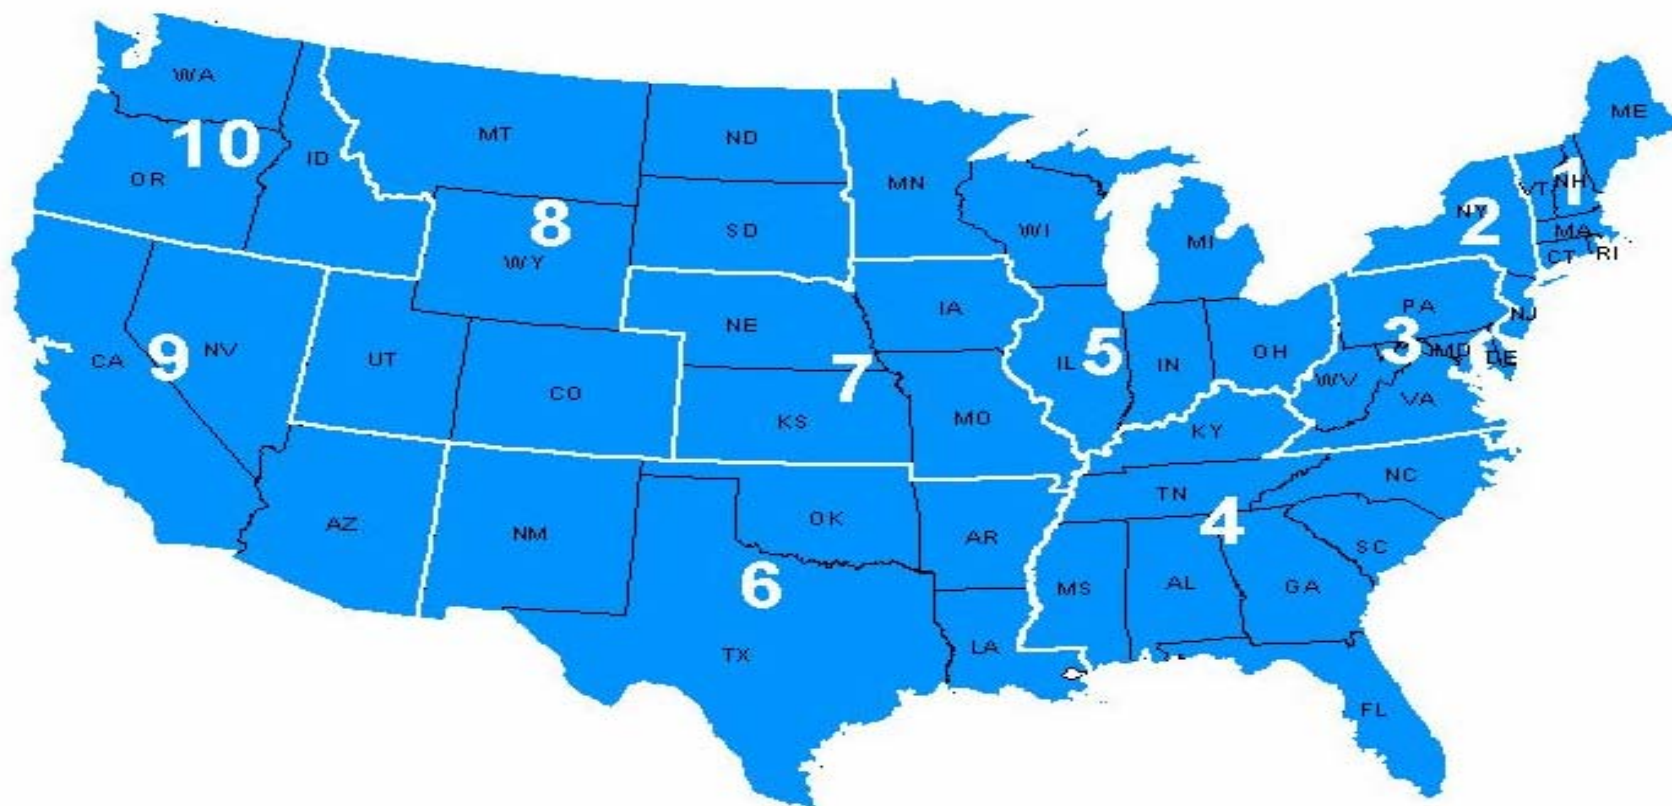 WA
ME
MT
ND
10
ID
OR
MN
VT
NH
1
NY
2
WI
MI
MA
CT
RI
8
SD
WY
IA
PA
NJ
NE
3
MD
DE
CA
9
NV
UT
CO
7
KS
MO
IL
5
IN
OH
WV
VA
KY
TN
NC
4
AZ
NM
OK
AR
SC
6
MS
AL
GA
TX
LA
FL